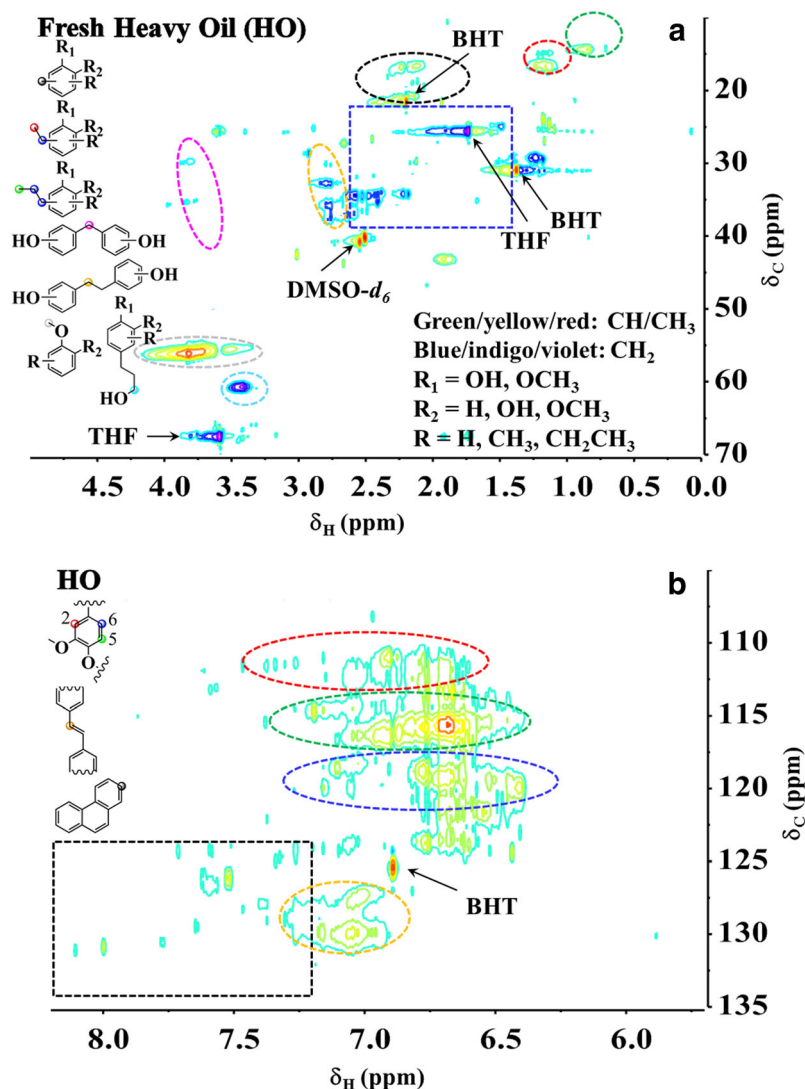 Fresh Heavy Oil (HO)
a
R1
R2
R
R1
R2
R
R1
R2
R
HO
OH
HO
OH
R1
R2
R
O
R2
R
HO
BHT
BHT
THF
DMSO-d6
THF
Green/yellow/red: CH/CH3
Blue/indigo/violet: CH2
R1 = OH, OCH3
R2 = H, OH, OCH3
R = H, CH3, CH2CH3
10
20
30
40
50
60
70
δC (ppm)
4.5 4.0 3.5 3.0 2.5 2.0 1.5 1.0 0.5 0.0
δH (ppm)
HO
b
2
6
5
O
O
BHT
110
115
120
125
130
135
δC (ppm)
8.0 7.5 7.0 6.5 6.0
δH (ppm)